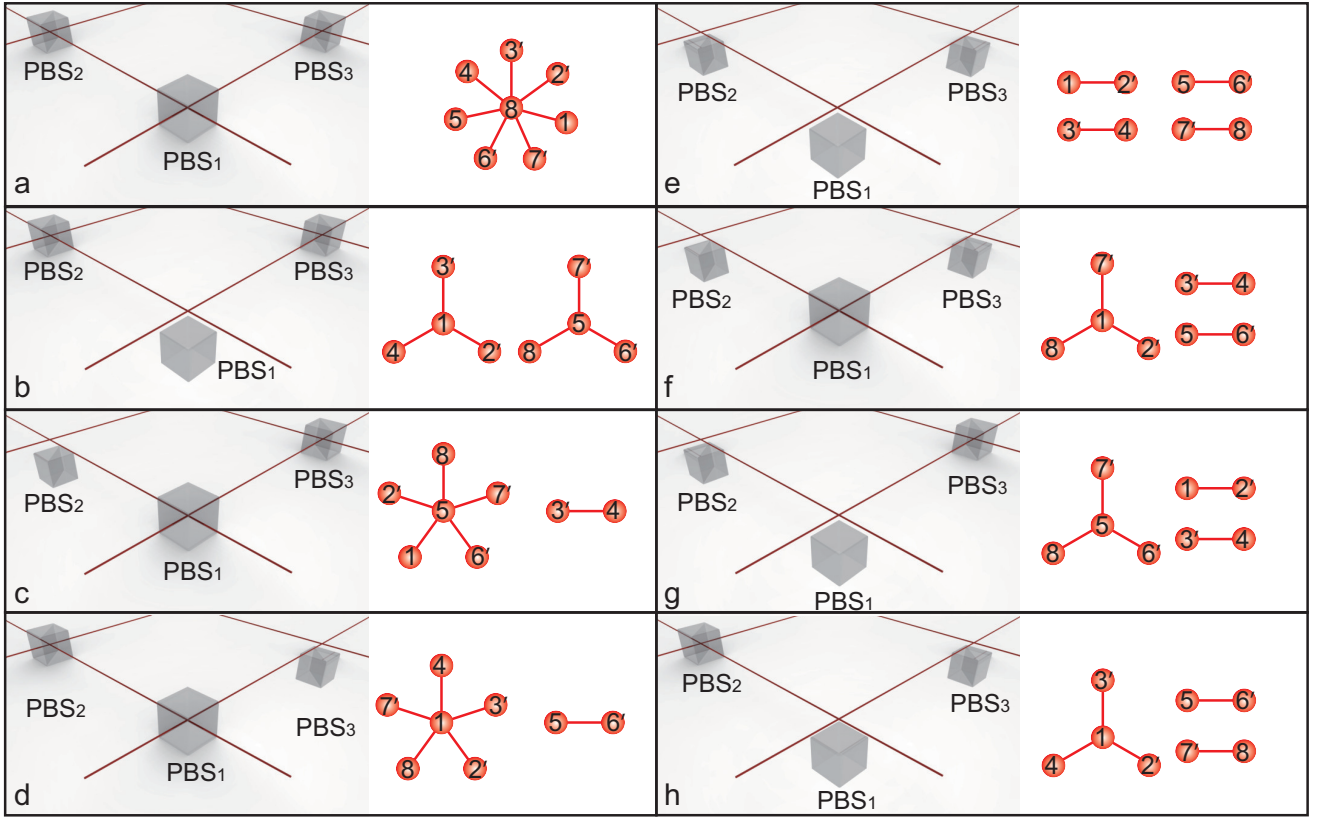 PBS2
PBS3
PBS1
a
3′
4
2′
8
5
1
6′
7′
PBS2
PBS3
PBS1
e
1 2′ 5 6′
3′ 4 7′ 8
PBS2
PBS3
PBS1
b
3′ 7′
1 5
4 2′ 8 6′
PBS2
PBS3
PBS1
f
7′
3′ 4
1
5 6′
8 2′
PBS2
PBS3
PBS1
c
8
2′ 7′
5 3′ 4
1 6′
PBS2
PBS3
PBS1
g
7′
1 2′
5
3′ 4
8 6′
PBS2
PBS3
PBS1
d
4
7′ 3′
1 5 6′
8 2′
PBS2
PBS3
PBS1
h
3′
5 6′
1
7′ 8
4 2′